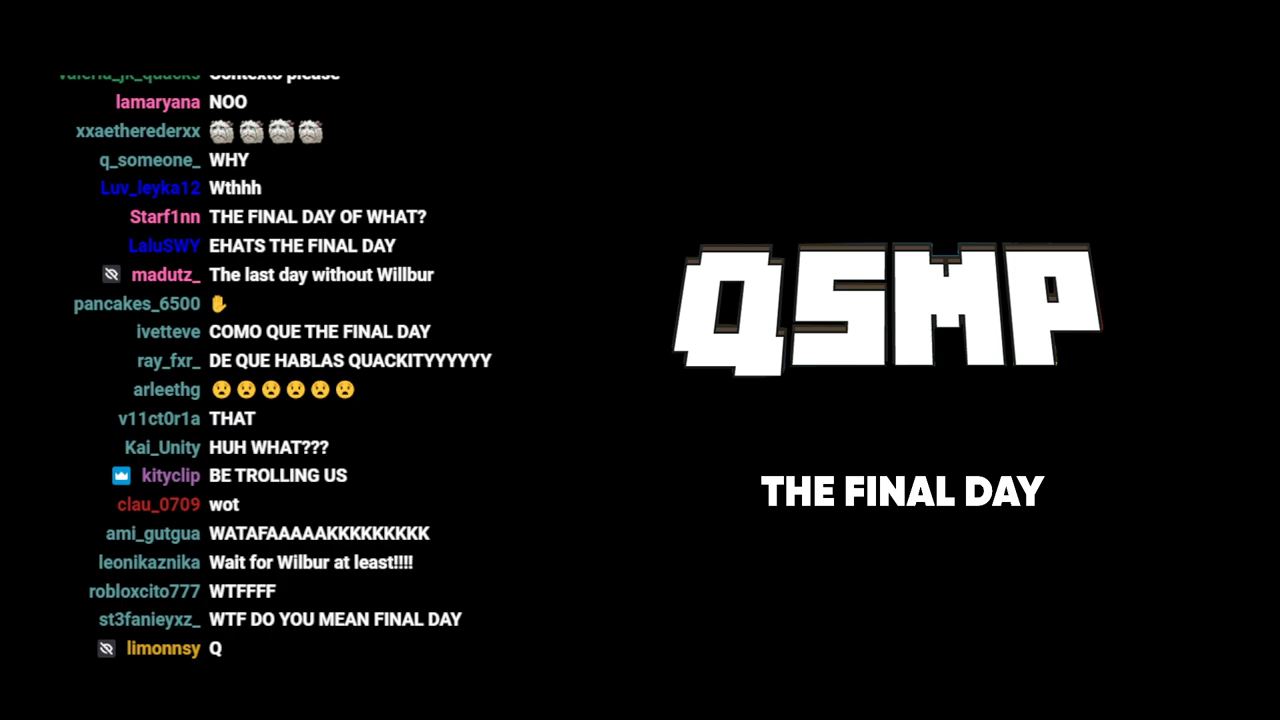 valeria_jk_quacks Contexto please
lamaryana NOO
xxaetherederxx
q_someone_ WHY
Luv_leyka12 Wthhh
Starf1nn THE FINAL DAY OF WHAT?
LaluSWY EHATS THE FINAL DAY
madutz_ The last day without Willbur
pancakes_6500 ✋
ivetteve COMO QUE THE FINAL DAY
ray_fxr_ DE QUE HABLAS QUACKITYYYYYY
arleethg 😧😧😧😧😧😧
v11ct0r1a THAT
Kai_Unity HUH WHAT???
kityclip BE TROLLING US
clau_0709 wot
ami_gutgua WATAFAAAAAKKKKKKKKK
leonikaznika Wait for Wilbur at least!!!!
robloxcito777 WTFFFF
st3fanieyxz_ WTF DO YOU MEAN FINAL DAY
limonnsy Q
QSMP
THE FINAL DAY